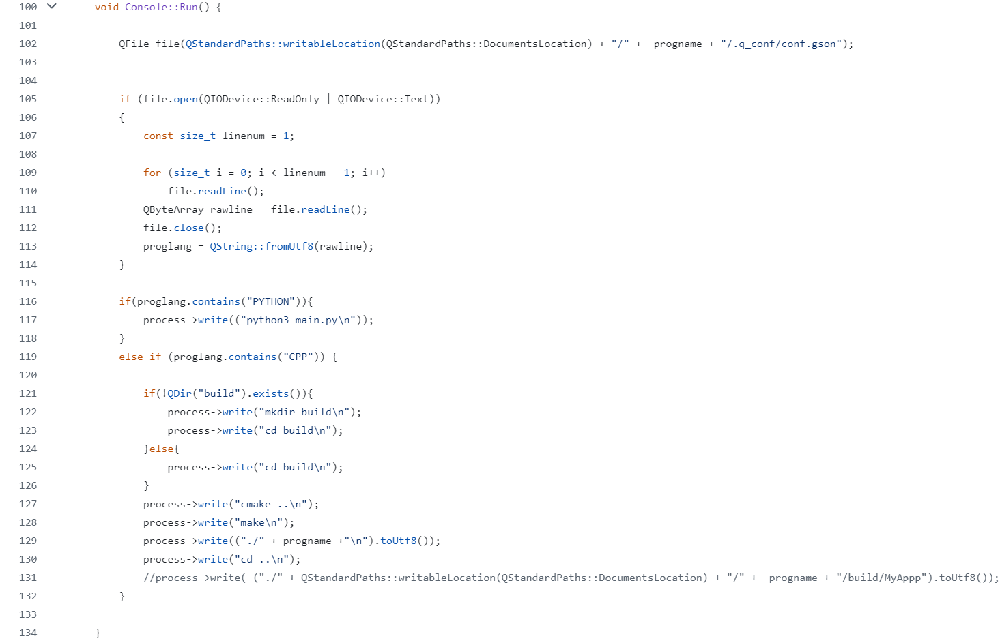 100 void Console::Run() {
101
102 QFile file(QStandardPaths::writableLocation(QStandardPaths::DocumentsLocation) + "/" +  progname + "/.q_conf/conf.gson");
103
104
105 if (file.open(QIODevice::ReadOnly | QIODevice::Text))
106 {
107 const size_t linenum = 1;
108
109 for (size_t i = 0; i < linenum - 1; i++)
110 file.readLine();
111 QByteArray rawline = file.readLine();
112 file.close();
113 proglang = QString::fromUtf8(rawline);
114 }
115
116 if(proglang.contains("PYTHON")){
117 process->write(("python3 main.py\n"));
118 }
119 else if (proglang.contains("CPP")) {
120
121 if(!QDir("build").exists()){
122 process->write("mkdir build\n");
123 process->write("cd build\n");
124 }else{
125 process->write("cd build\n");
126 }
127 process->write("cmake ..\n");
128 process->write("make\n");
129 process->write(("./" + progname +"\n").toUtf8());
130 process->write("cd ..\n");
131 //process->write( ("./" + QStandardPaths::writableLocation(QStandardPaths::DocumentsLocation) + "/" +  progname + "/build/MyAppp").toUtf8());
132 }
133
134 }